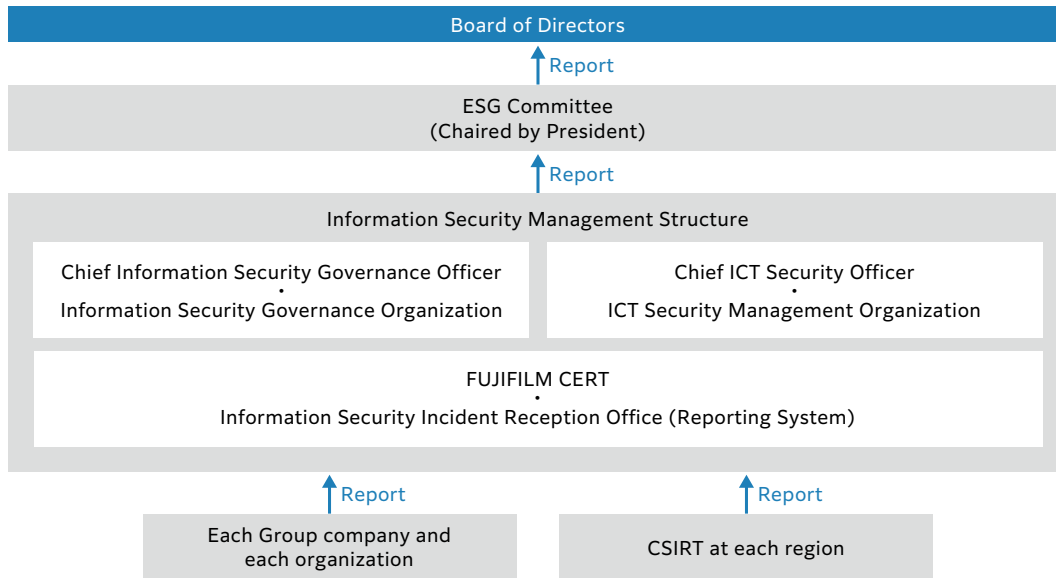 Board of Directors
Report
ESG Committee
(Chaired by President)
Report
Information Security Management Structure
Chief Information Security Governance Officer
・
Information Security Governance Organization
Chief ICT Security Officer
・
ICT Security Management Organization
FUJIFILM CERT
・
Information Security Incident Reception Office (Reporting System)
Report
Report
Each Group company and
each organization
CSIRT at each region